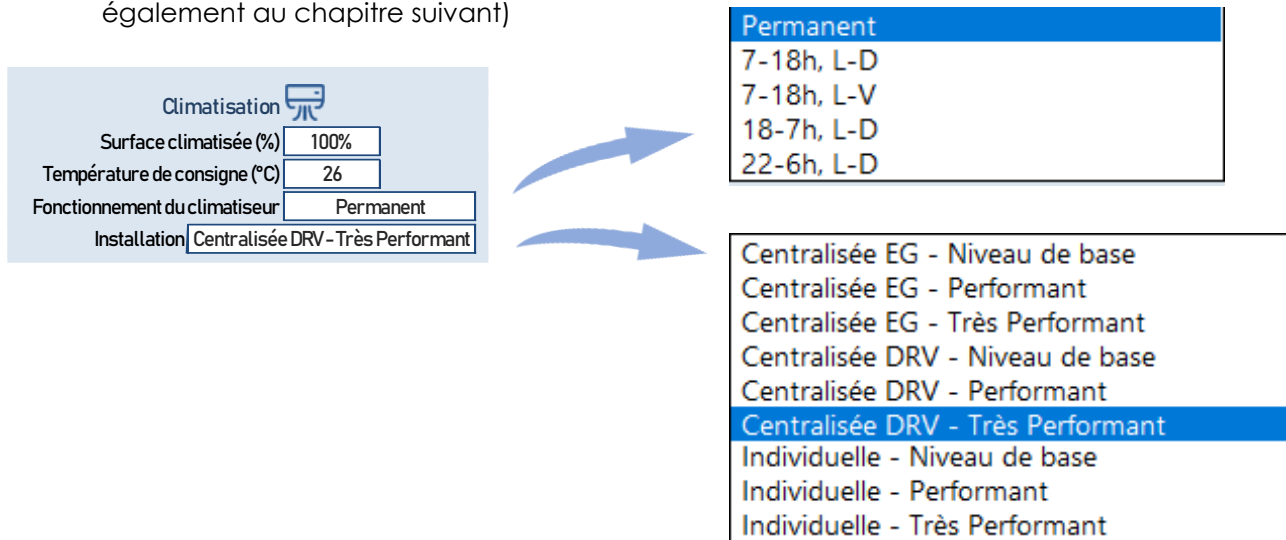 également au chapitre suivant)
Climatisation
Surface climatisée (%) 100%
Température de consigne (°C) 26
Fonctionnement du climatiseur Permanent
Installation Centralisée DRV - Très Performant
Permanent
7-18h, L-D
7-18h, L-V
18-7h, L-D
22-6h, L-D
Centralisée EG - Niveau de base
Centralisée EG - Performant
Centralisée EG - Très Performant
Centralisée DRV - Niveau de base
Centralisée DRV - Performant
Centralisée DRV - Très Performant
Individuelle - Niveau de base
Individuelle - Performant
Individuelle - Très Performant